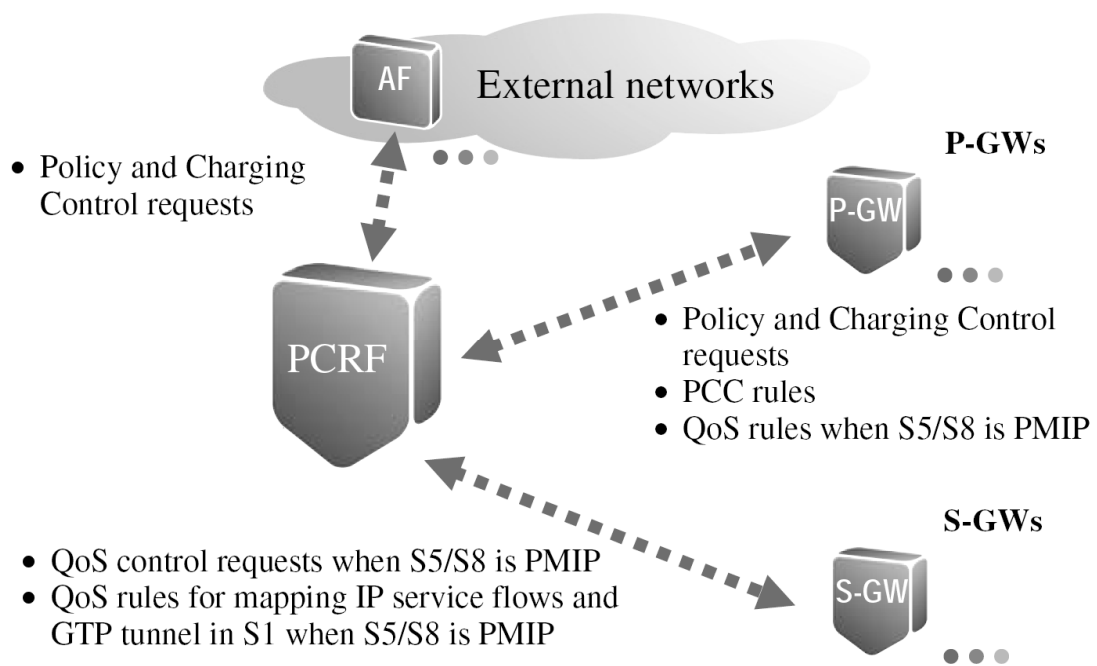 AF
External networks
• Policy and Charging
Control requests
P-GWs
P-GW
PCRF
• Policy and Charging Control
requests
• PCC rules
• QoS rules when S5/S8 is PMIP
S-GWs
S-GW
• QoS control requests when S5/S8 is PMIP
• QoS rules for mapping IP service flows and
GTP tunnel in S1 when S5/S8 is PMIP